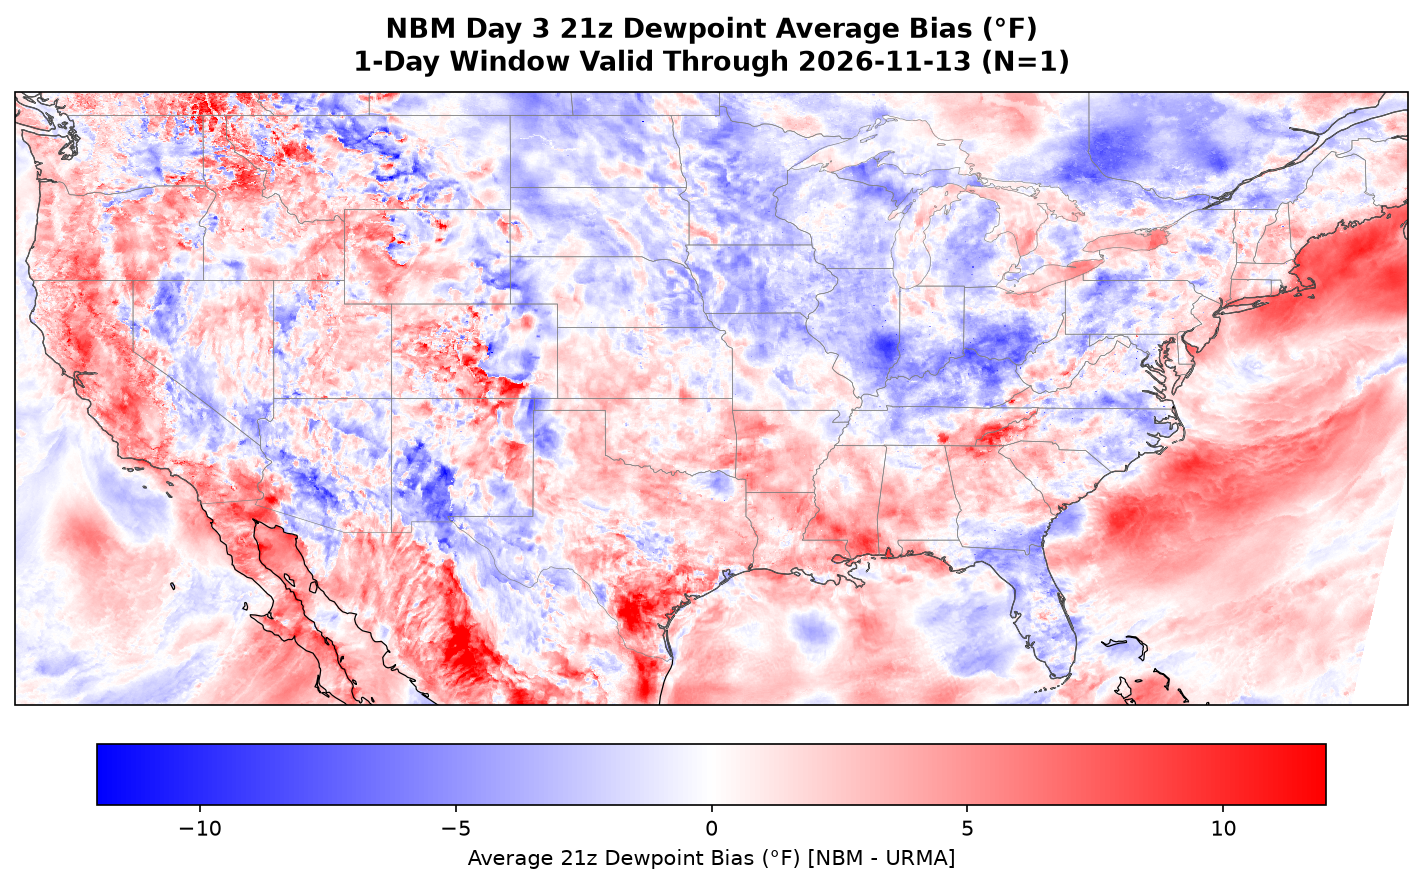 NBM Day 3 21z Dewpoint Average Bias (°F)
1-Day Window Valid Through 2026-11-13 (N=1)
−10 −5 0 5 10
Average 21z Dewpoint Bias (°F) [NBM - URMA]